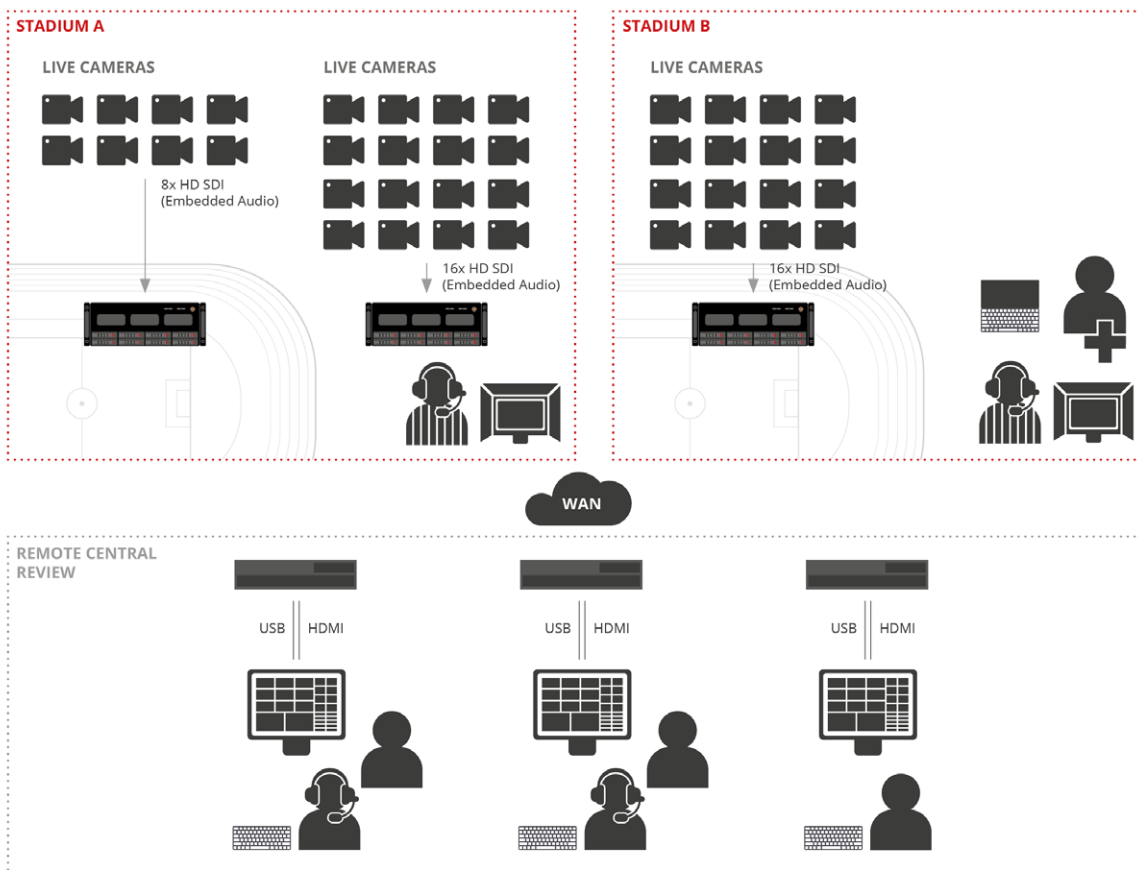 STADIUM A
LIVE CAMERAS
LIVE CAMERAS
8x HD SDI
(Embedded Audio)
16x HD SDI
(Embedded Audio)
STADIUM B
LIVE CAMERAS
16x HD SDI
(Embedded Audio)
WAN
REMOTE CENTRAL
REVIEW
USB HDMI
USB HDMI
USB HDMI